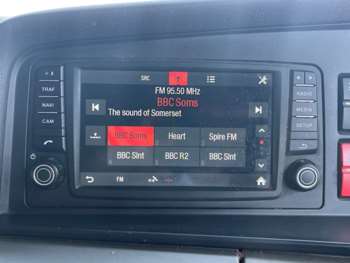 SRC
1
FM 95.50 MHz
BBC Soms
The sound of Somerset
BBC Soms Heart Spire FM
BBC Slnt BBC R2 BBC Slnt
FM
TRAF
NAVI
CAM
RADIO
MEDIA
SETUP